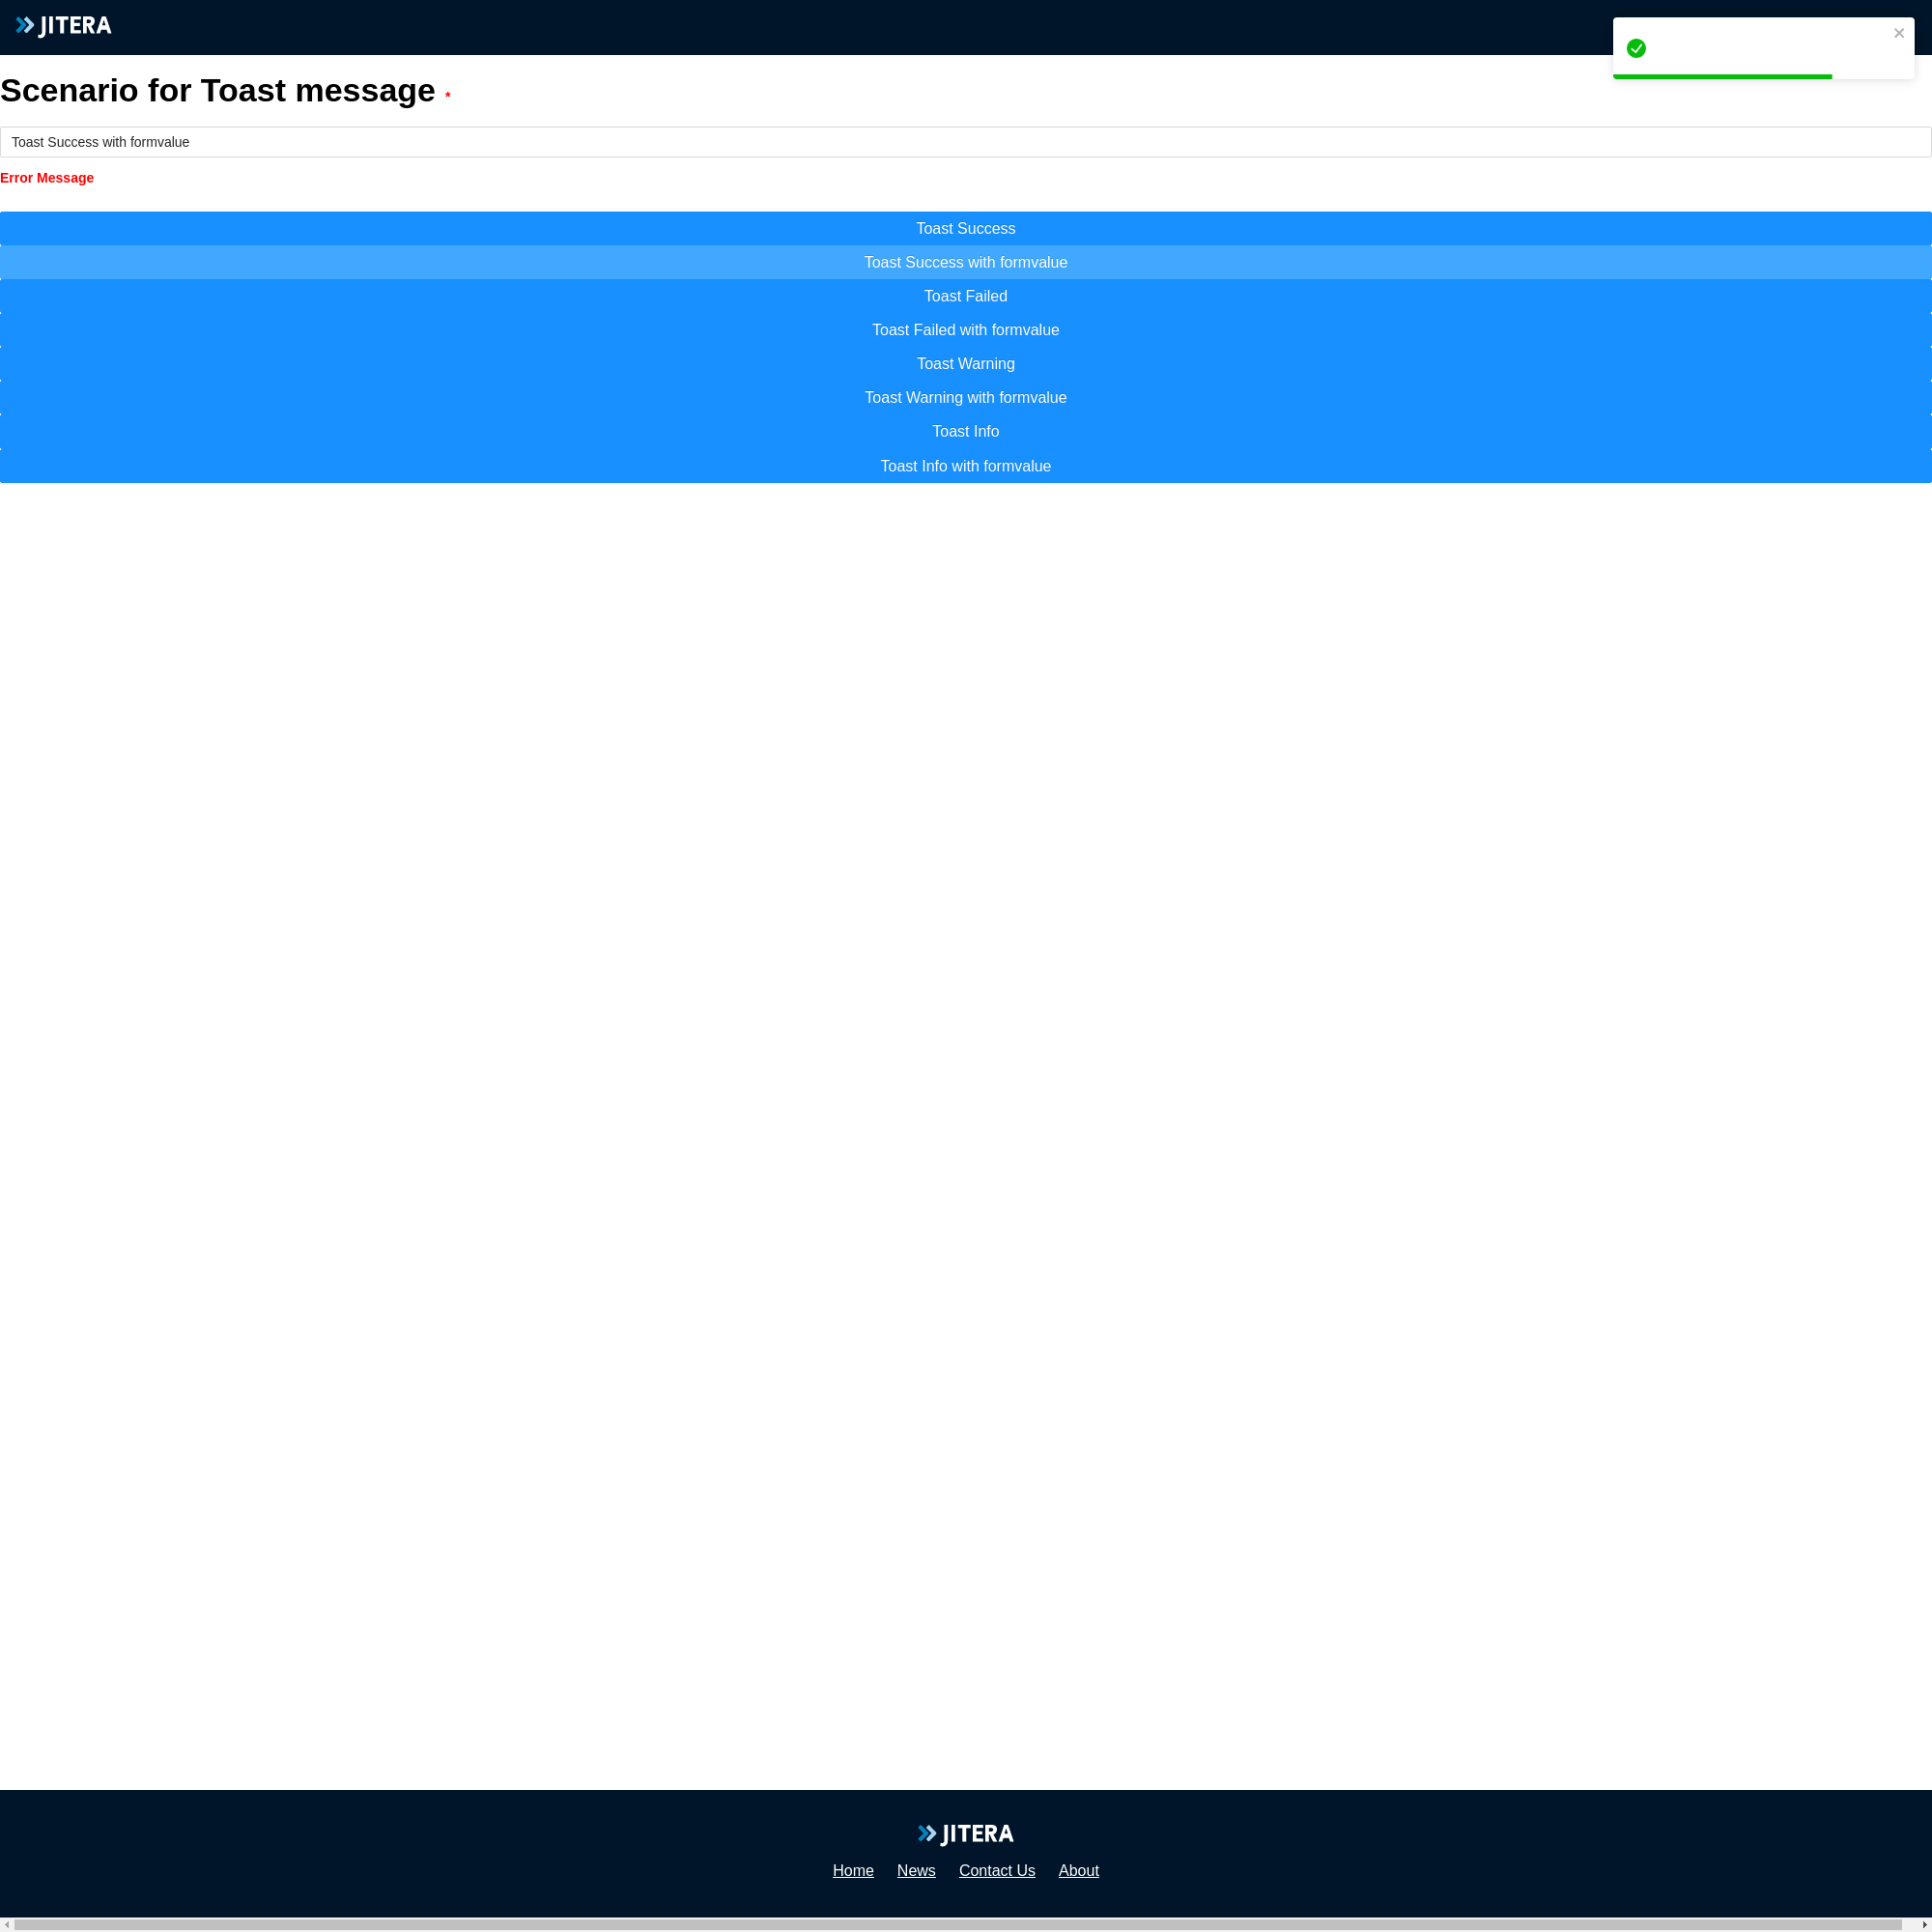 JITERA
Scenario for Toast message *
Toast Success with formvalue
Error Message
Toast Success
Toast Success with formvalue
Toast Failed
Toast Failed with formvalue
Toast Warning
Toast Warning with formvalue
Toast Info
Toast Info with formvalue
JITERA
Home News Contact Us About